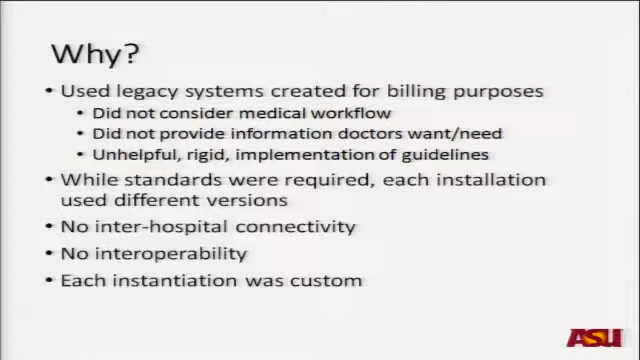 Why?
• Used legacy systems created for billing purposes
• Did not consider medical workflow
• Did not provide information doctors want/need
• Unhelpful, rigid, implementation of guidelines
• While standards were required, each installation
used different versions
• No inter-hospital connectivity
• No interoperability
• Each instantiation was custom
ASU